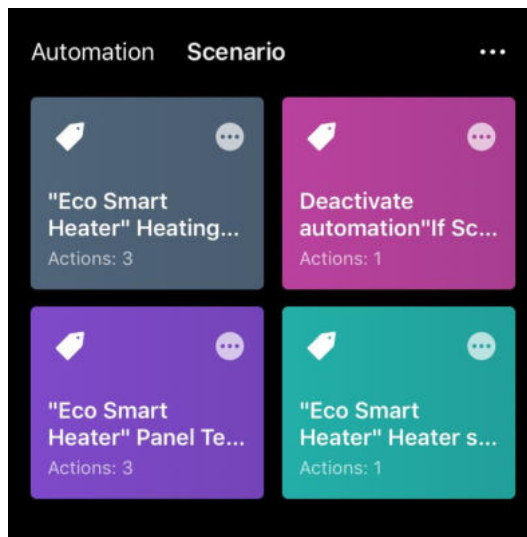 Automation Scenario
"Eco Smart
Heater" Heating...
Actions: 3
Deactivate
automation"If Sc...
Actions: 1
"Eco Smart
Heater" Panel Te...
Actions: 3
"Eco Smart
Heater" Heater s...
Actions: 1